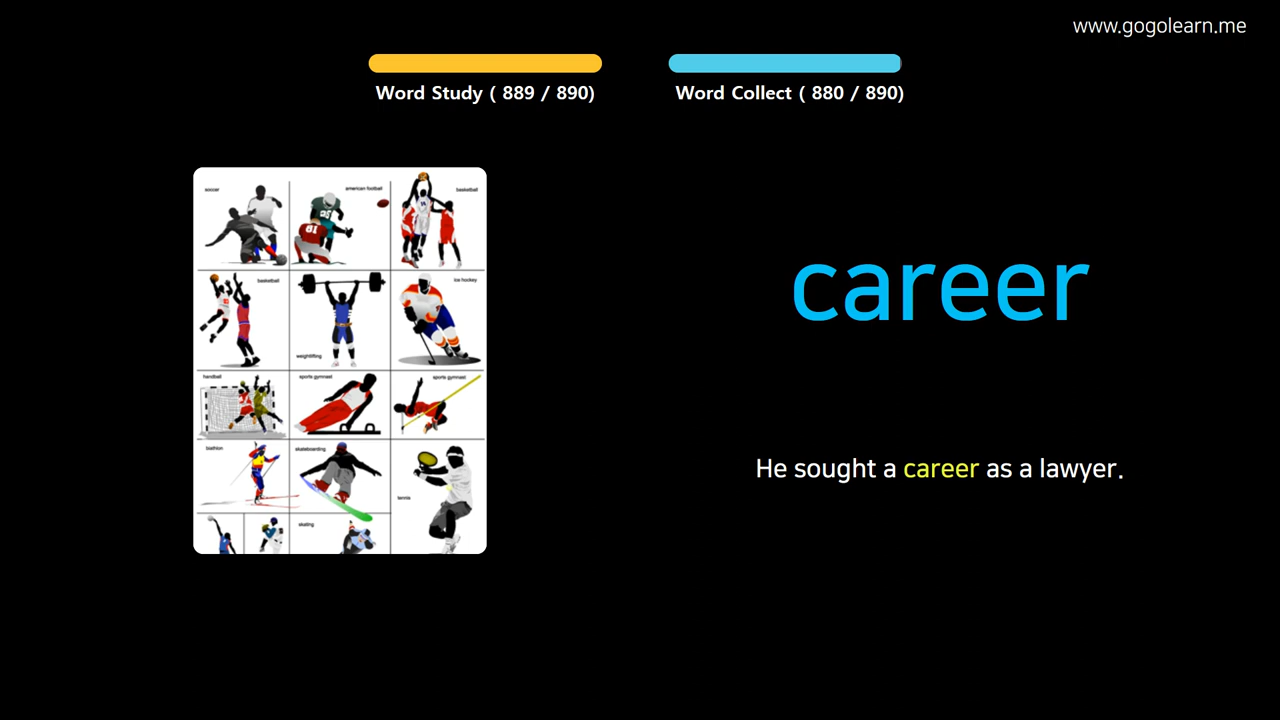 www.gogolearn.me
Word Study ( 889 / 890)
Word Collect ( 880 / 890)
soccer
american football
basketball
basketball
weightlifting
ice hockey
handball
sports gymnast
sports gymnast
biathlon
skateboarding
tennis
skating
career
He sought a career as a lawyer.